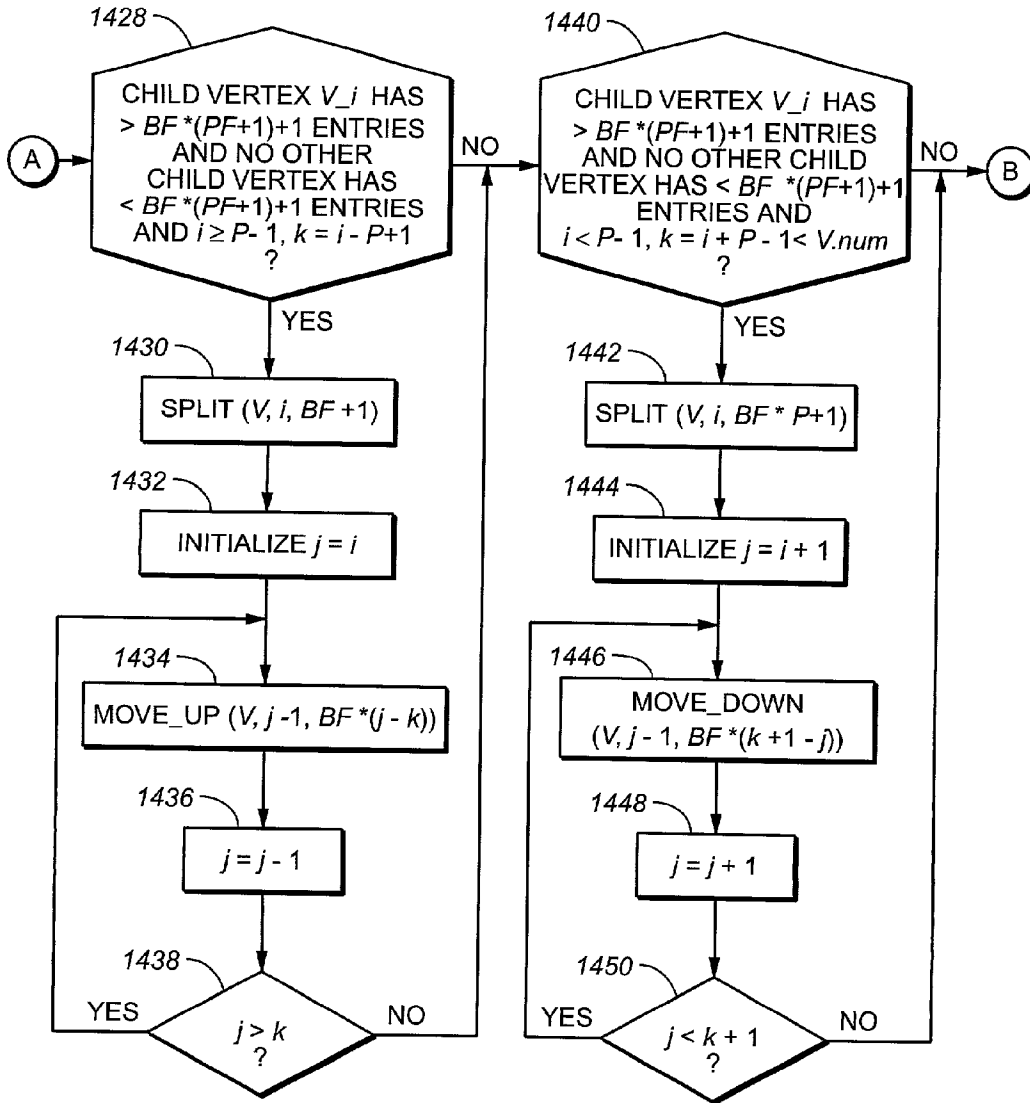 1428
CHILD VERTEX V_i HAS
> BF*(PF+1)+1 ENTRIES
AND NO OTHER
CHILD VERTEX HAS
< BF*(PF+1)+1 ENTRIES
AND i ≥ P- 1, k = i - P+1
?
A
NO
YES
1430
SPLIT (V, i, BF +1)
1432
INITIALIZE j = i
1434
MOVE_UP (V, j -1, BF *(j - k))
1436
j = j - 1
1438
j > k
?
YES
NO
1440
CHILD VERTEX V_i HAS
> BF*(PF+1)+1 ENTRIES
AND NO OTHER CHILD
VERTEX HAS < BF *(PF+1)+1
ENTRIES AND
i < P- 1, k = i + P - 1< V.num
?
NO
B
YES
1442
SPLIT (V, i, BF * P+1)
1444
INITIALIZE j = i + 1
1446
MOVE_DOWN
(V, j - 1, BF *(k +1 - j))
1448
j = j + 1
1450
j < k + 1
?
YES
NO